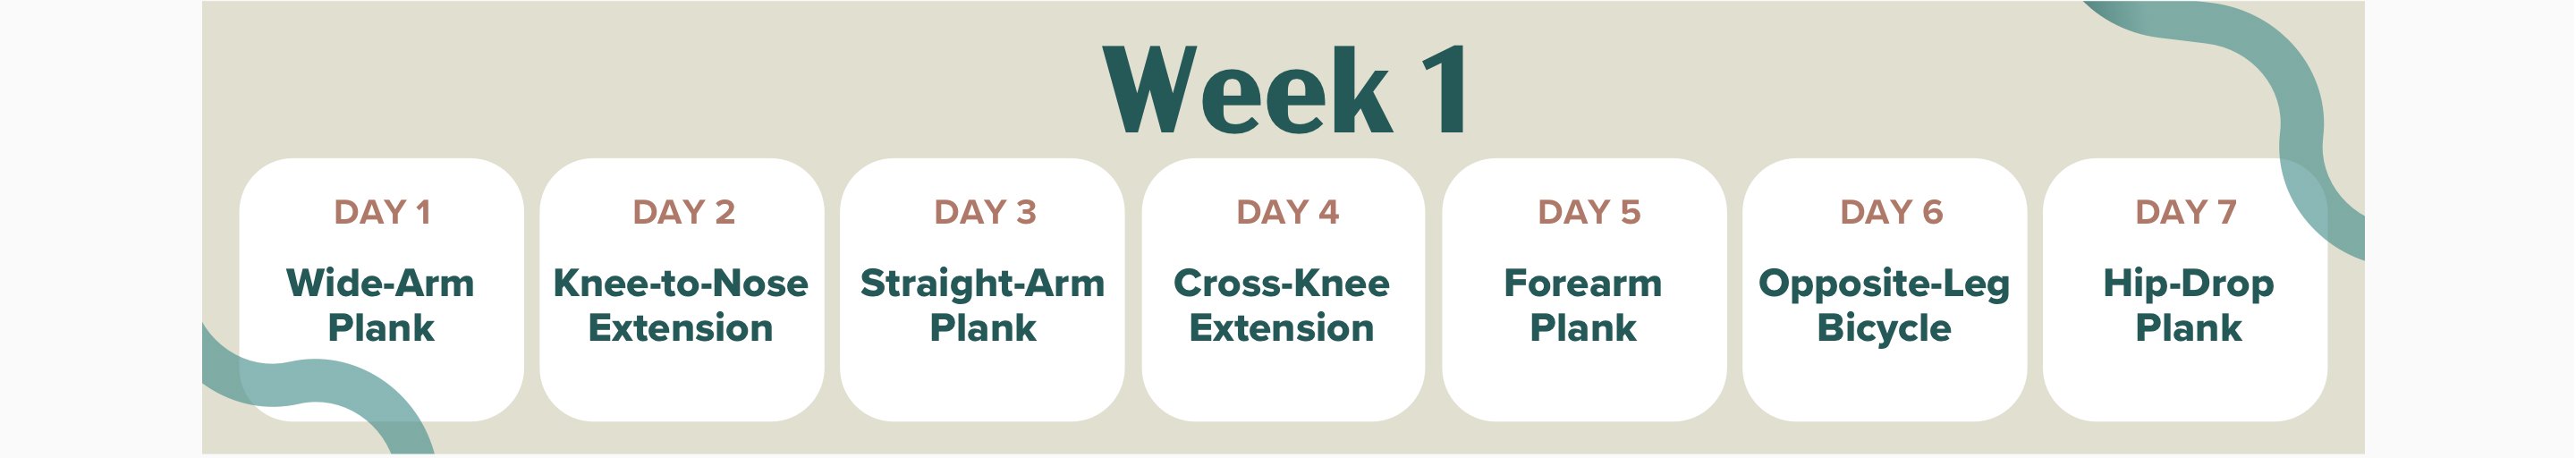 Week 1
DAY 1
Wide-Arm
Plank
DAY 2
Knee-to-Nose
Extension
DAY 3
Straight-Arm
Plank
DAY 4
Cross-Knee
Extension
DAY 5
Forearm
Plank
DAY 6
Opposite-Leg
Bicycle
DAY 7
Hip-Drop
Plank